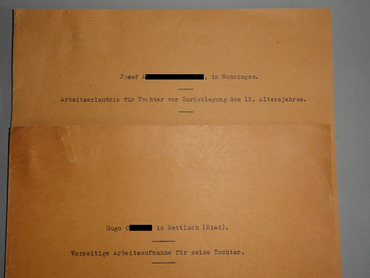 Josef A, in Nunningen.
Arbeitserlaubnis für Tochter vor Zurücklegung des 15. Altersjahres.
Hugo G in Bettlach (Ried).
Vorzeitige Arbeitsaufnahme für seine Tochter.